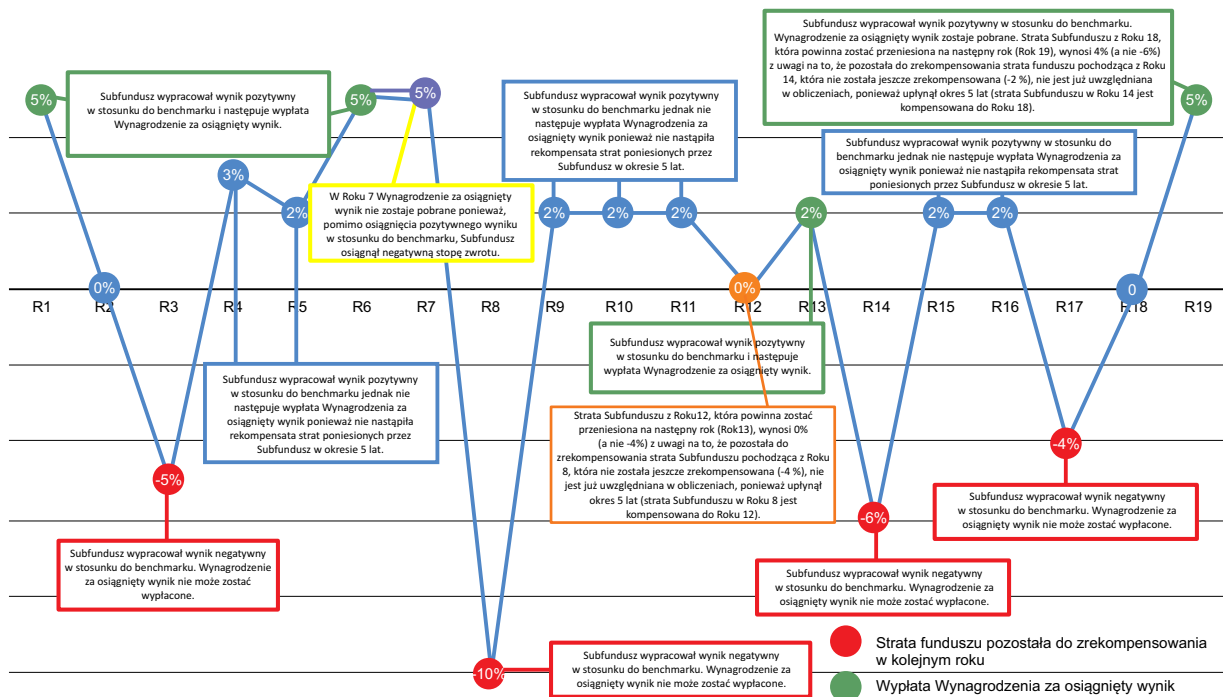 Subfundusz wypracował wynik pozytywny w stosunku do benchmark.
Wynagrodzenie za osiągnięty wynik zostaje pobrane. Strata Subfunduszu z Roku 18,
która powinna zostać przeniesiona na następny rok (Rok 19), wynosi 4% (a nie -6%)
z uwagi na to, że pozostała do zrekompensowania strata funduszu pochodząca z Roku
14, która nie została jeszcze zrekompensowana (-2 %), nie jest już uwzględniana
w obliczeniach, ponieważ upłynął okres 5 lat (strata Subfunduszu w Roku 14 jest
kompensowana do Roku 18).
Subfundusz wypracował wynik pozytywny
w stosunku do benchmarku i następuje wypłata
Wynagrodzenie za osiągnięty wynik.
Subfundusz wypracował wynik pozytywny
w stosunku do benchmarku jednak nie
następuje wypłata Wynagrodzenia za
osiągnięty wynik ponieważ nie nastąpiła
rekompensata strat poniesionych przez
Subfundusz w okresie 5 lat.
Subfundusz wypracował wynik pozytywny w stosunku do
benchmarku jednak nie następuje wypłata Wynagrodzenia za
osiągnięty wynik ponieważ nie nastąpiła rekompensata strat
poniesionych przez Subfundusz w okresie 5 lat.
5%
5%
5%
5%
3%
W Roku 7 Wynagrodzenie za osiągnięty
wynik nie zostaje pobrane ponieważ,
pomimo osiągnięcia pozytywnego wyniku
w stosunku do benchmark, Subfundusz
osiągnął negatywną stopę zwrotu.
2%
2%
2%
2%
2%
2%
2%
0%
0%
0
R1
R2
R3
R4
R5
R6
R7
R8
R9
R10
R11
R12
R13
R14
R15
R16
R17
R18
R19
Subfundusz wypracował wynik pozytywny
w stosunku do benchmarku i następuje
wypłata Wynagrodzenie za osiągnięty wynik.
Subfundusz wypracował wynik pozytywny
w stosunku do benchmarku jednak nie
następuje wypłata Wynagrodzenia za
osiągnięty wynik ponieważ nie nastąpiła
rekompensata strat poniesionych przez
Subfundusz w okresie 5 lat.
Strata Subfunduszu z Roku12, która powinna zostać
przeniesiona na następny rok (Rok13), wynosi 0%
(a nie -4%) z uwagi na to, że pozostała do
zrekompensowania strata Subfunduszu pochodząca z Roku
8, która nie została jeszcze zrekompensowana (-4 %), nie
jest już uwzględniana w obliczeniach, ponieważ upłynął
okres 5 lat (strata Subfunduszu w Roku 8 jest
kompensowana do Roku 12).
-4%
-5%
-6%
Subfundusz wypracował wynik negatywny
w stosunku do benchmark. Wynagrodzenie za
osiągnięty wynik nie może zostać wypłacone.
Subfundusz wypracował wynik negatywny
w stosunku do benchmark. Wynagrodzenie
za osiągnięty wynik nie może zostać
wypłacone.
Subfundusz wypracował wynik negatywny
w stosunku do benchmark. Wynagrodzenie za
osiągnięty wynik nie może zostać wypłacone.
-10%
Subfundusz wypracował wynik negatywny
w stosunku do benchmark. Wynagrodzenie za
osiągnięty wynik nie może zostać wypłacone.
Strata funduszu pozostała do zrekompensowania
w kolejnym roku
Wypłata Wynagrodzenia za osiągnięty wynik